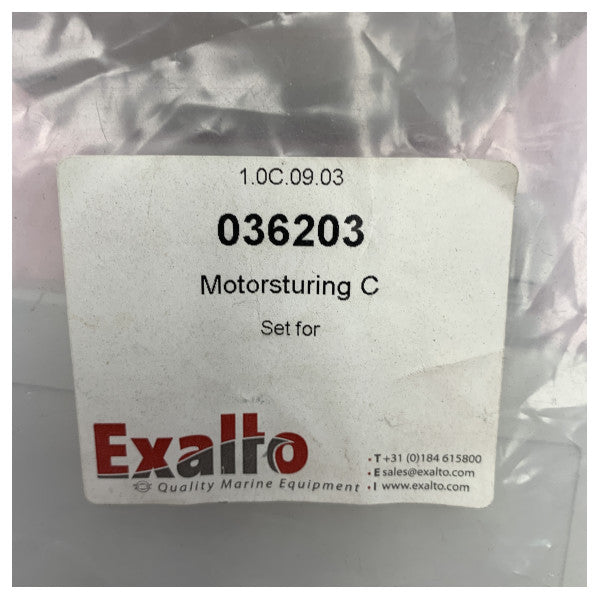 1.0C.09.03
036203
Motorsturing C
Set for
Exalto
Quality Marine Equipment
• T +31 (0)184 615800
• E sales@exalto.com
• I www.exalto.com